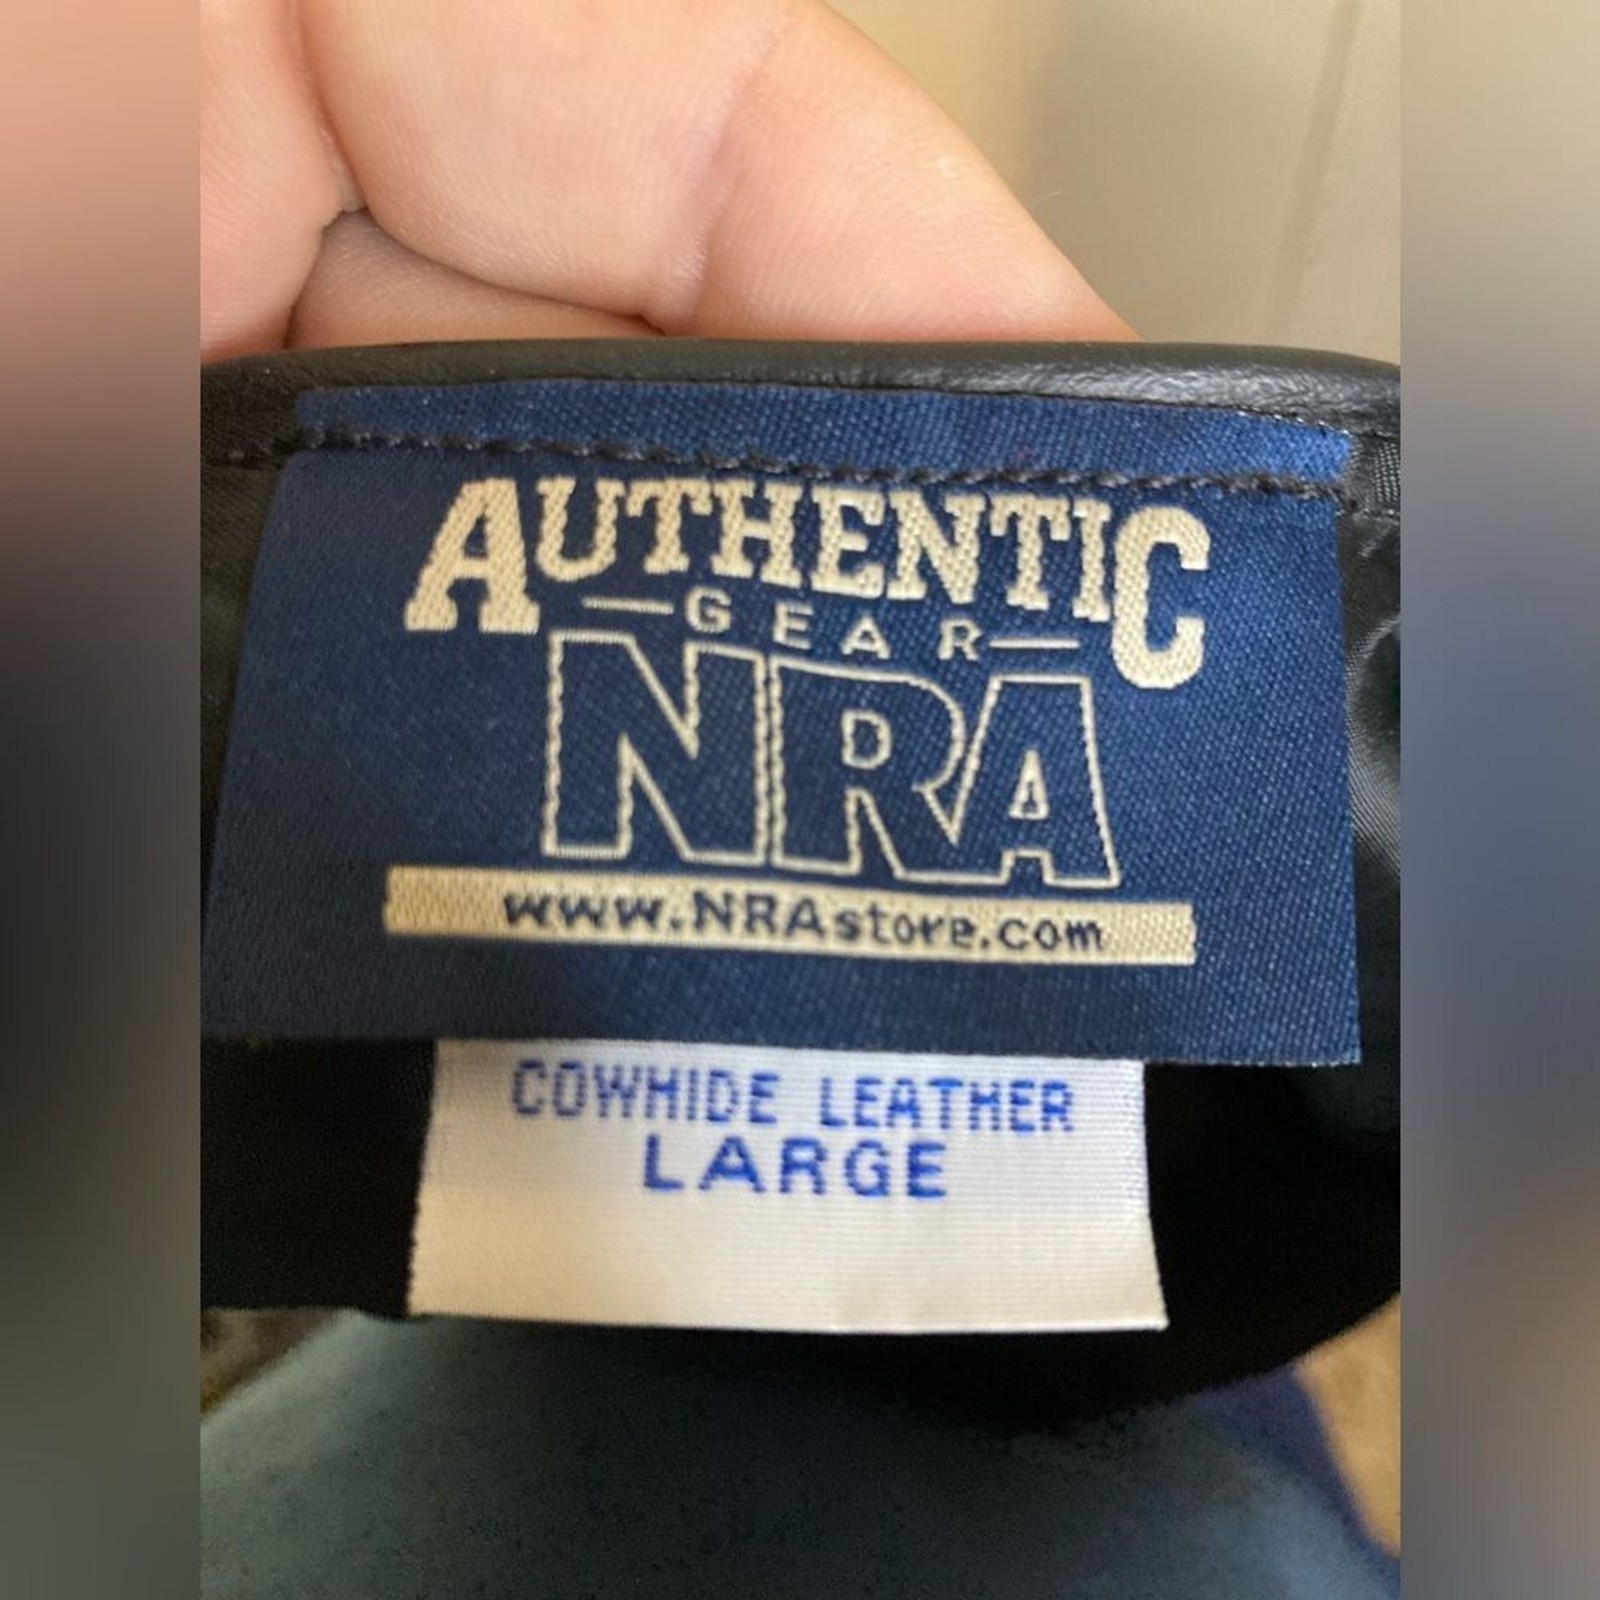 AUTHENTIC
GEAR
NRA
www.NRAstore.com
COWHIDE LEATHER
LARGE